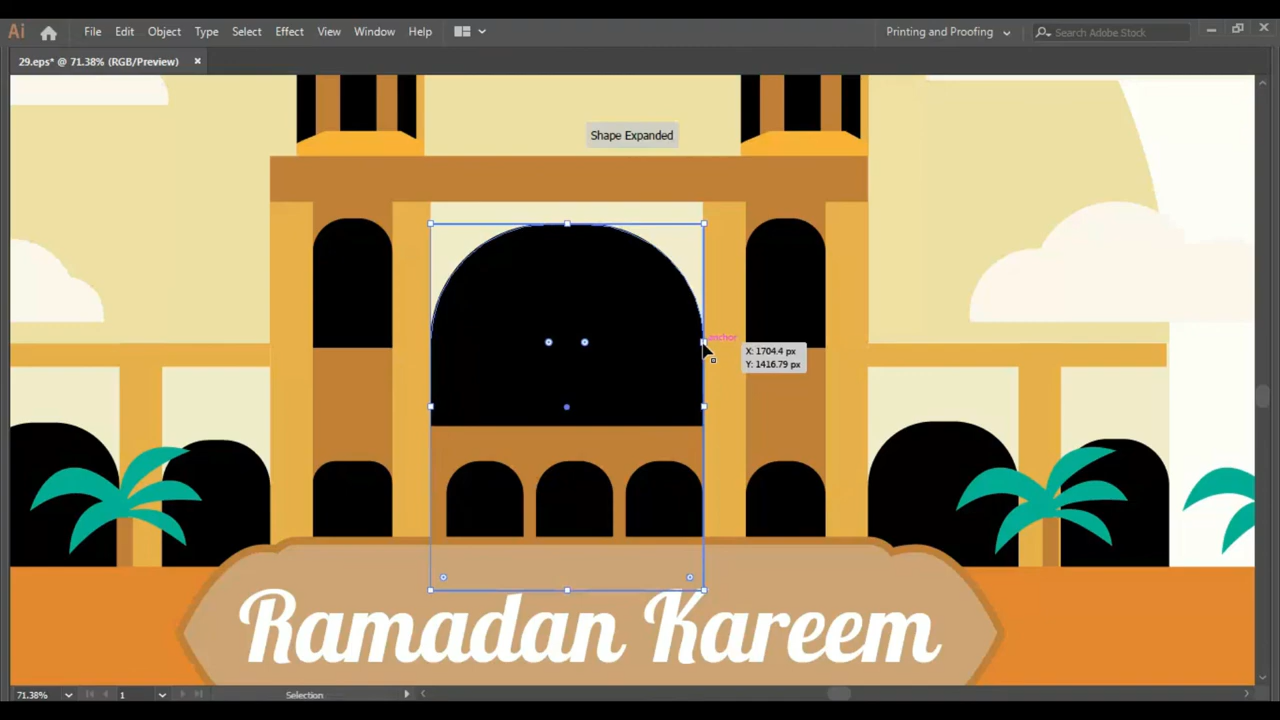 Ai File Edit Object Type Select Effect View Window Help Printing and Proofing Search Adobe Stock
29.eps* @ 71.38% (RGB/Preview)
Shape Expanded
anchor
X: 1704.4 px
Y: 1416.79 px
Ramadan Kareem
71.38% 1 Selection